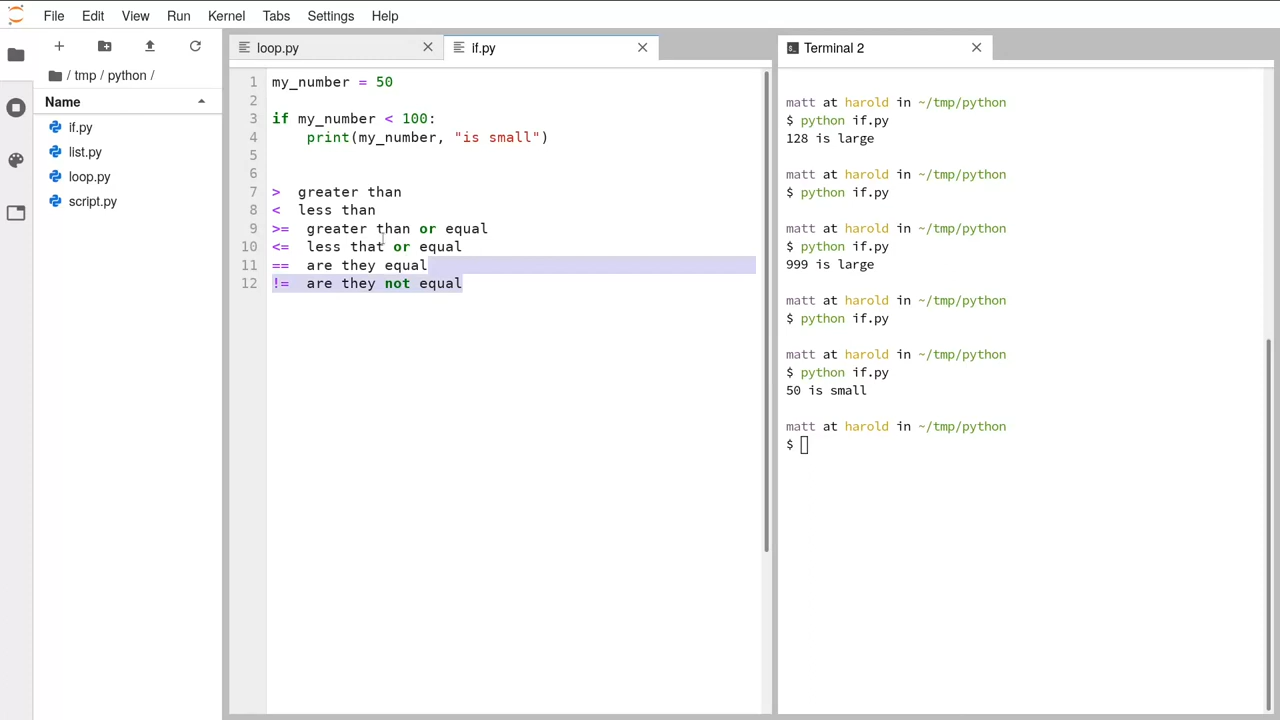 File Edit View Run Kernel Tabs Settings Help
/ tmp / python /
Name
if.py
list.py
loop.py
script.py
loop.py
if.py
1 my_number = 50
2
3 if my_number < 100:
4     print(my_number, "is small")
5
6
7 >  greater than
8 <  less than
9 >=  greater than or equal
10 <=  less that or equal
11 ==  are they equal
12 !=  are they not equal
Terminal 2
matt at harold in ~/tmp/python
$ python if.py
128 is large
matt at harold in ~/tmp/python
$ python if.py
matt at harold in ~/tmp/python
$ python if.py
999 is large
matt at harold in ~/tmp/python
$ python if.py
matt at harold in ~/tmp/python
$ python if.py
50 is small
matt at harold in ~/tmp/python
$